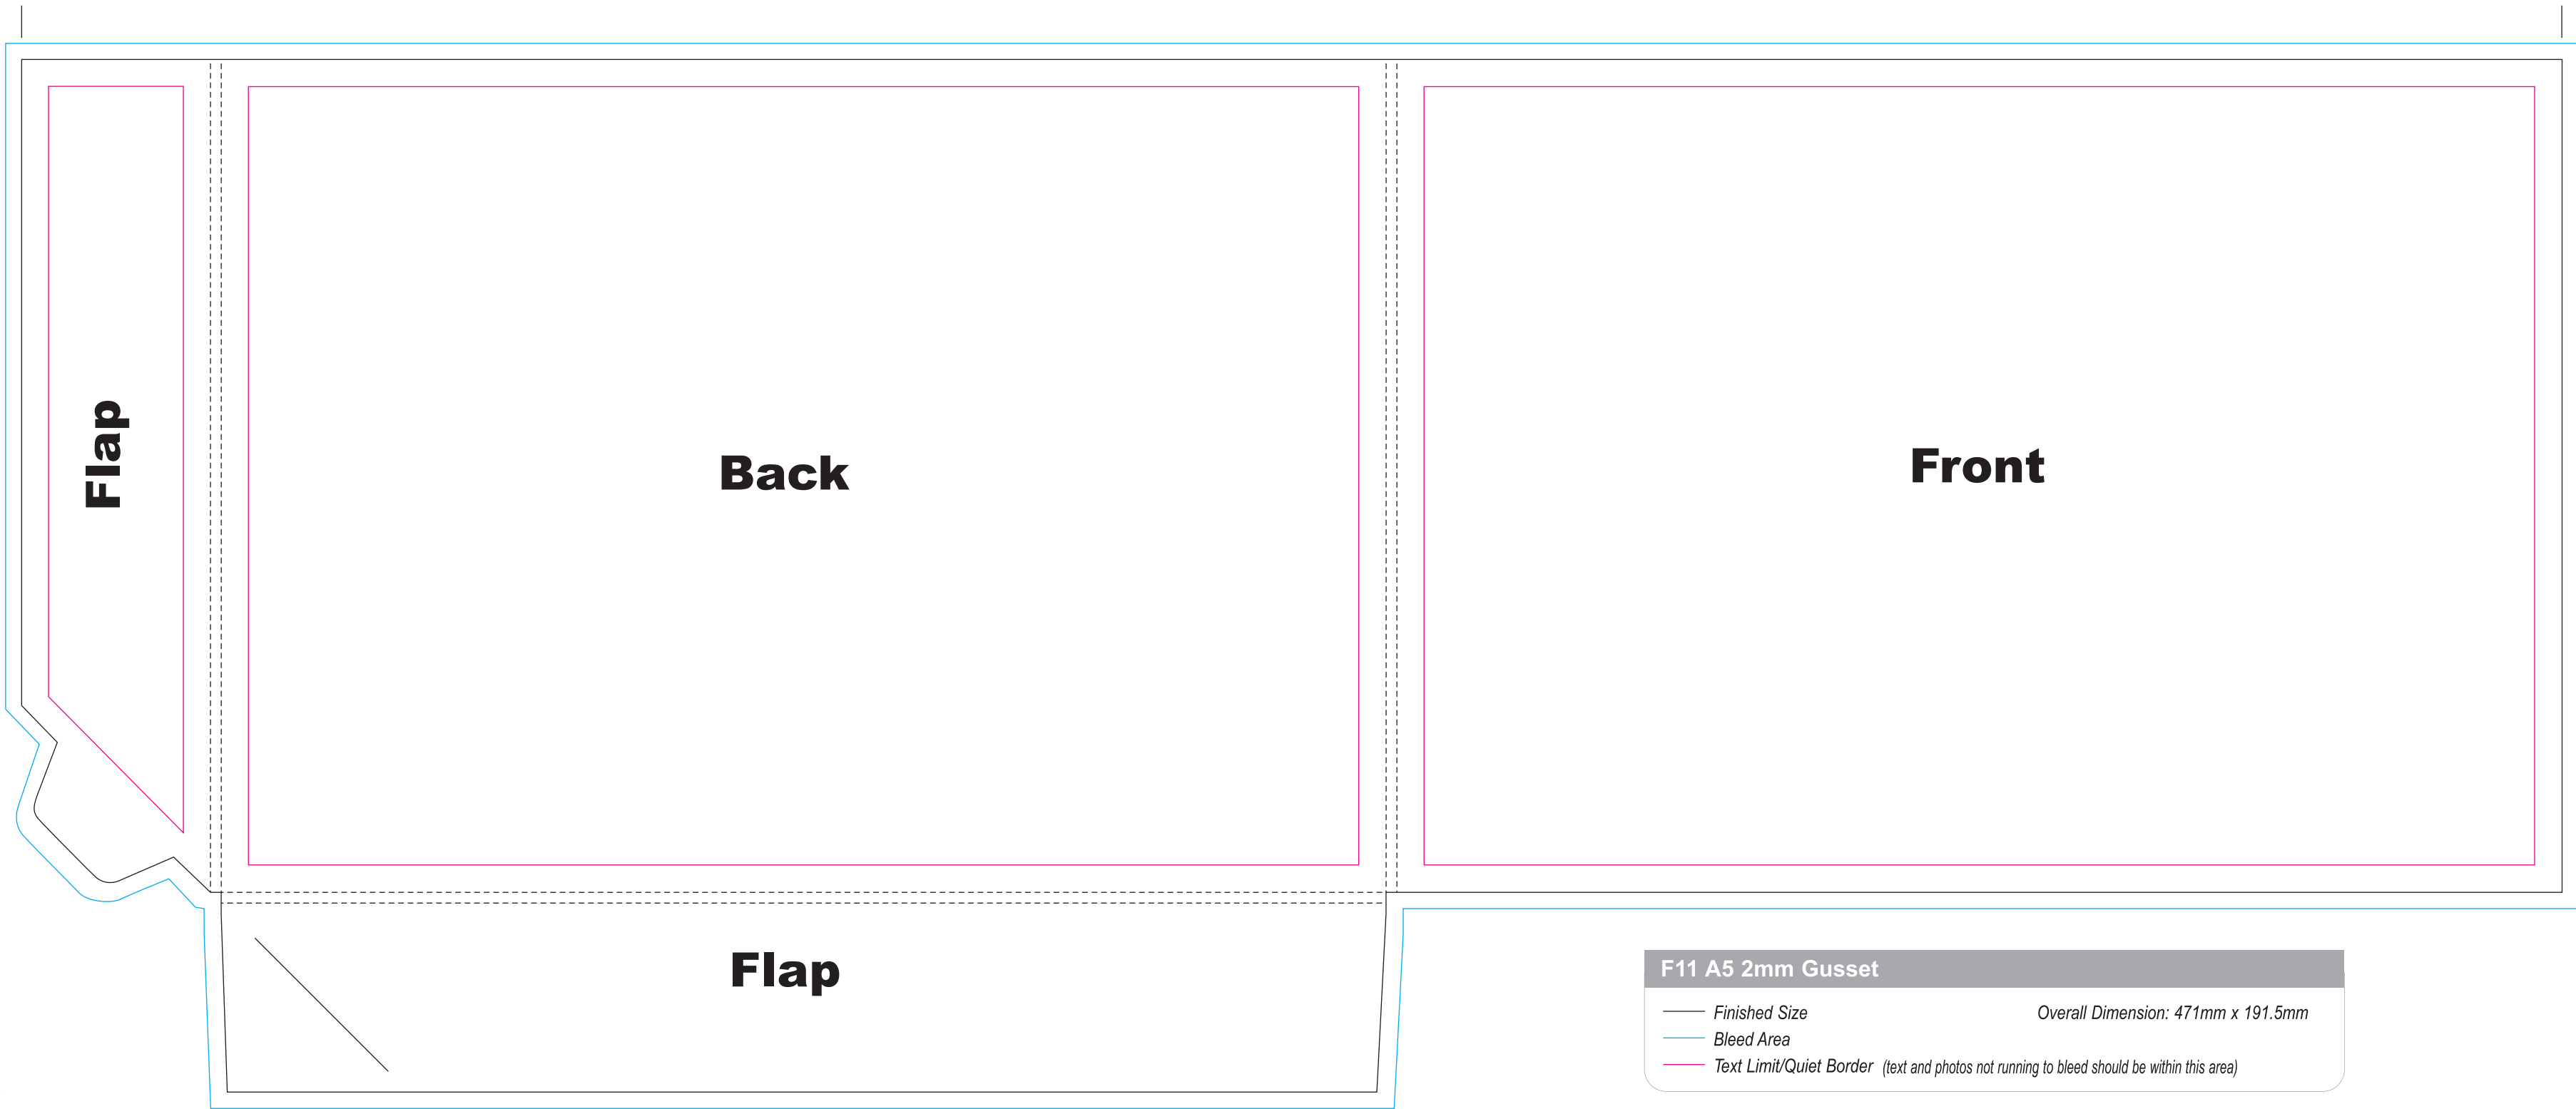 Flap
Back
Front
Flap
F11 A5 2mm Gusset
Finished Size
Overall Dimension: 471mm x 191.5mm
Bleed Area
Text Limit/Quiet Border (text and photos not running to bleed should be within this area)